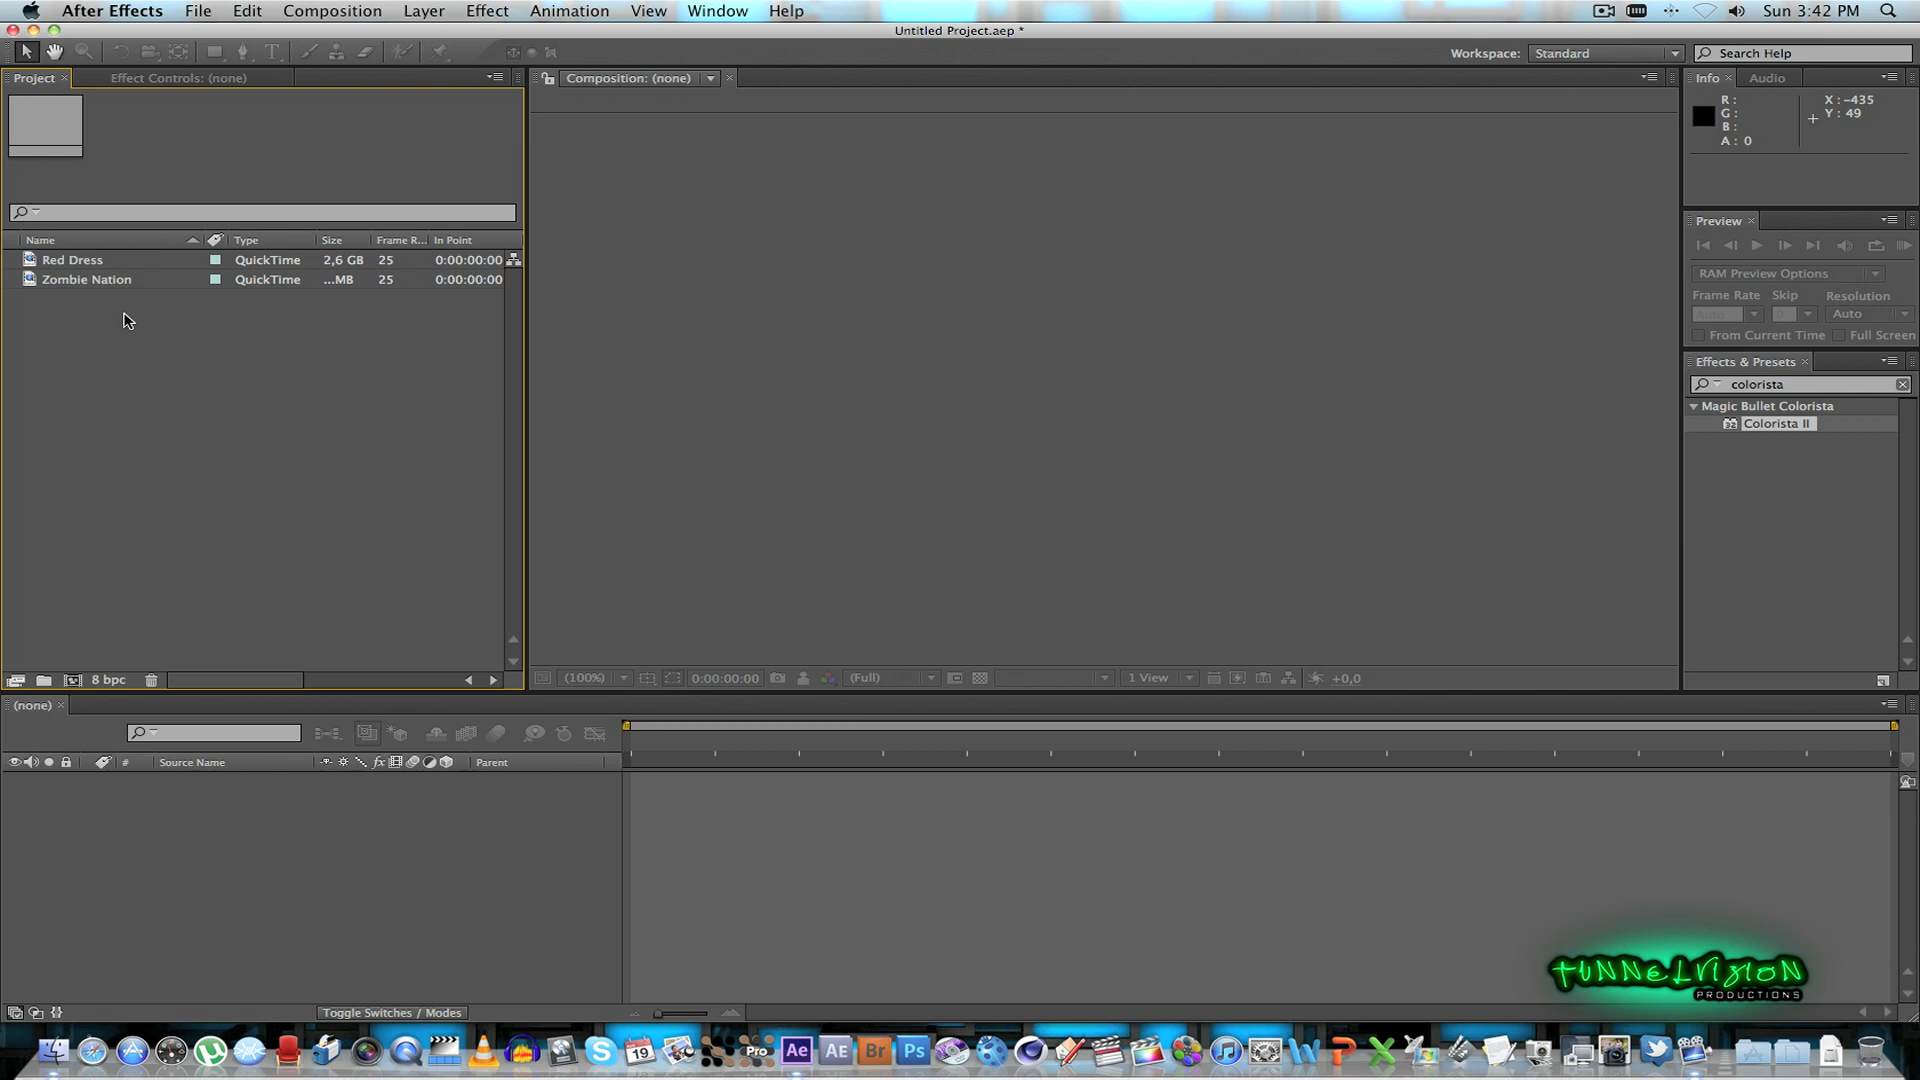 After Effects File Edit Composition Layer Effect Animation View Window Help Sun 3:42 PM
Untitled Project.aep *
Workspace: Standard Search Help
Project Effect Controls: (none) Composition: (none) Info Audio
R: X: -435
G: Y: 49
B:
A: 0
Preview
RAM Preview Options
Frame Rate Skip Resolution
Auto Auto
From Current Time Full Screen
Effects & Presets
colorista
Magic Bullet Colorista
32 Colorista II
Name Type Size Frame R... In Point
Red Dress QuickTime 2,6 GB 25 0:00:00:00
Zombie Nation QuickTime ...MB 25 0:00:00:00
8 bpc (100%) 0:00:00:00 (Full) 1 View +0,0
(none)
# Source Name fx Parent
Toggle Switches / Modes
TUNNELVIZION
PRODUCTIONS
19 Pro Ae AE Br Ps